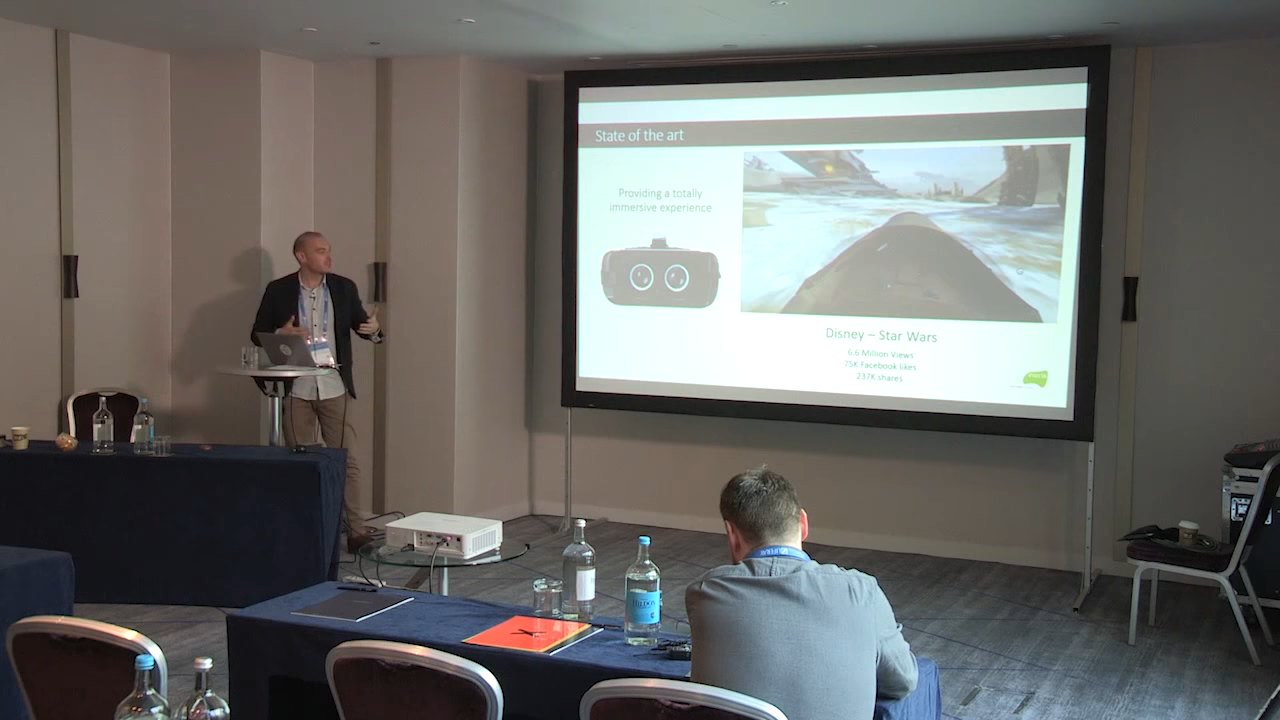 State of the art
Providing a totally
immersive experience
Disney – Star Wars
6.6 Million Views
75K Facebook likes
237K shares